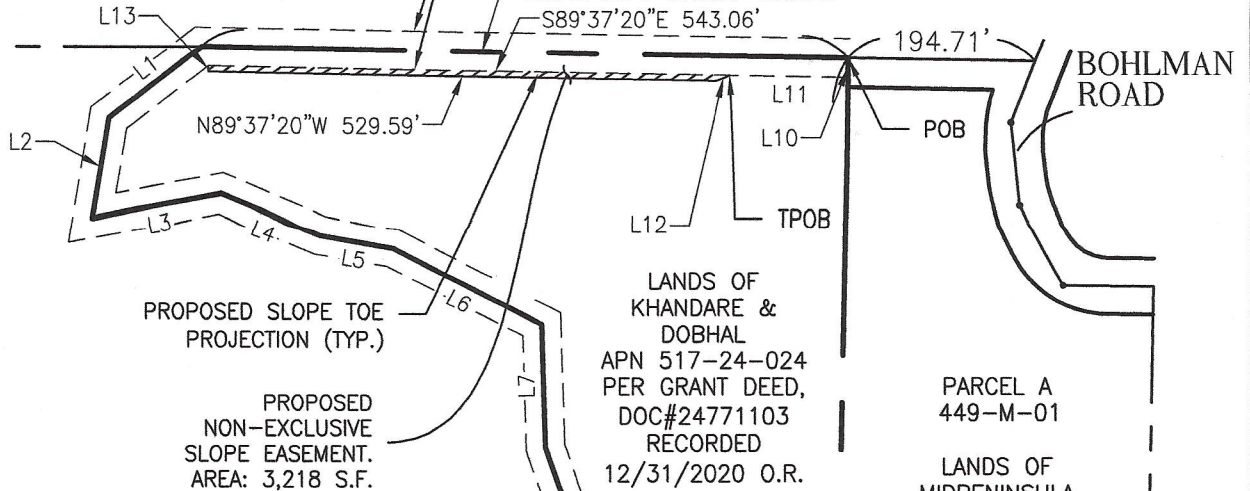 L13
S89°37'20"E 543.06'
194.71'
BOHLMAN
ROAD
L1
L11
L2
N89°37'20"W 529.59'
L10
POB
L3
L4
L5
L6
L12
TPOB
PROPOSED SLOPE TOE
PROJECTION (TYP.)
LANDS OF
KHANDARE &
DOBHAL
APN 517-24-024
PER GRANT DEED,
DOC#24771103
RECORDED
12/31/2020 O.R.
L7
PROPOSED
NON-EXCLUSIVE
SLOPE EASEMENT.
AREA: 3,218 S.F.
PARCEL A
449-M-01
LANDS OF
MIDPENINSULA